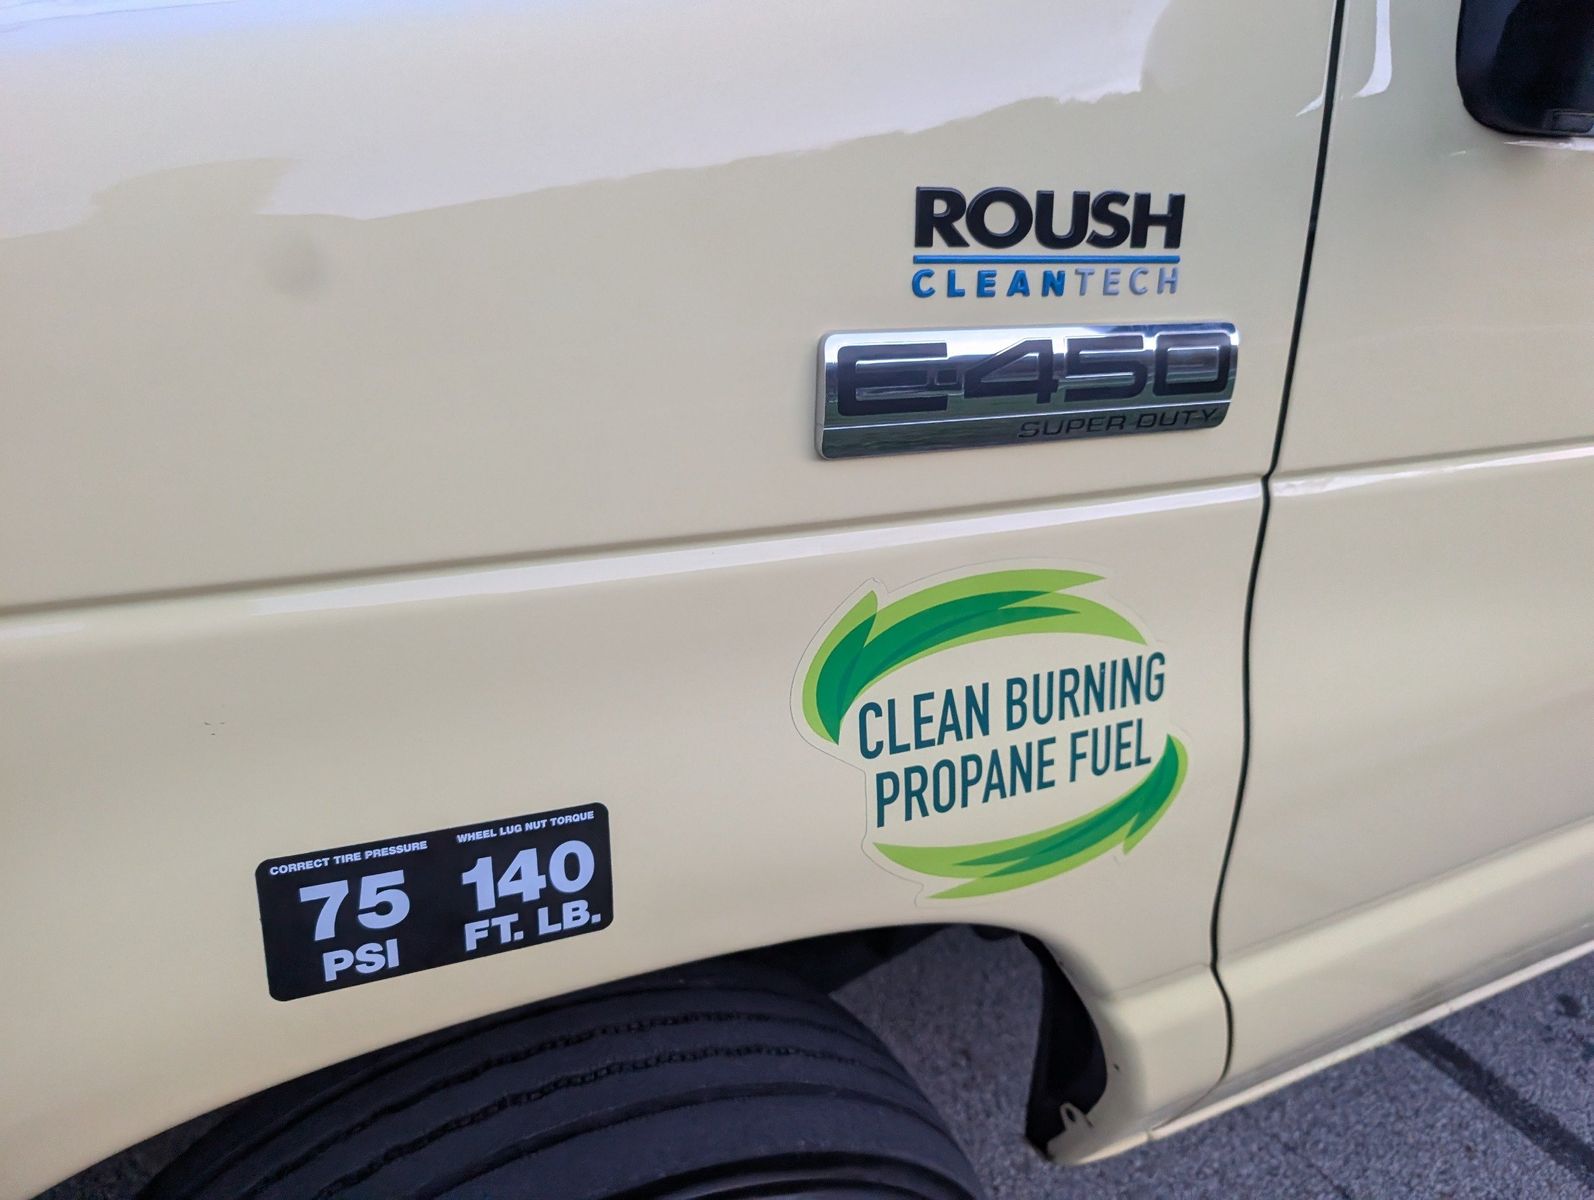 ROUSH
CLEANTECH
E-450
SUPER DUTY
CLEAN BURNING
PROPANE FUEL
CORRECT TIRE PRESSURE
75
PSI
WHEEL LUG NUT TORQUE
140
FT. LB.